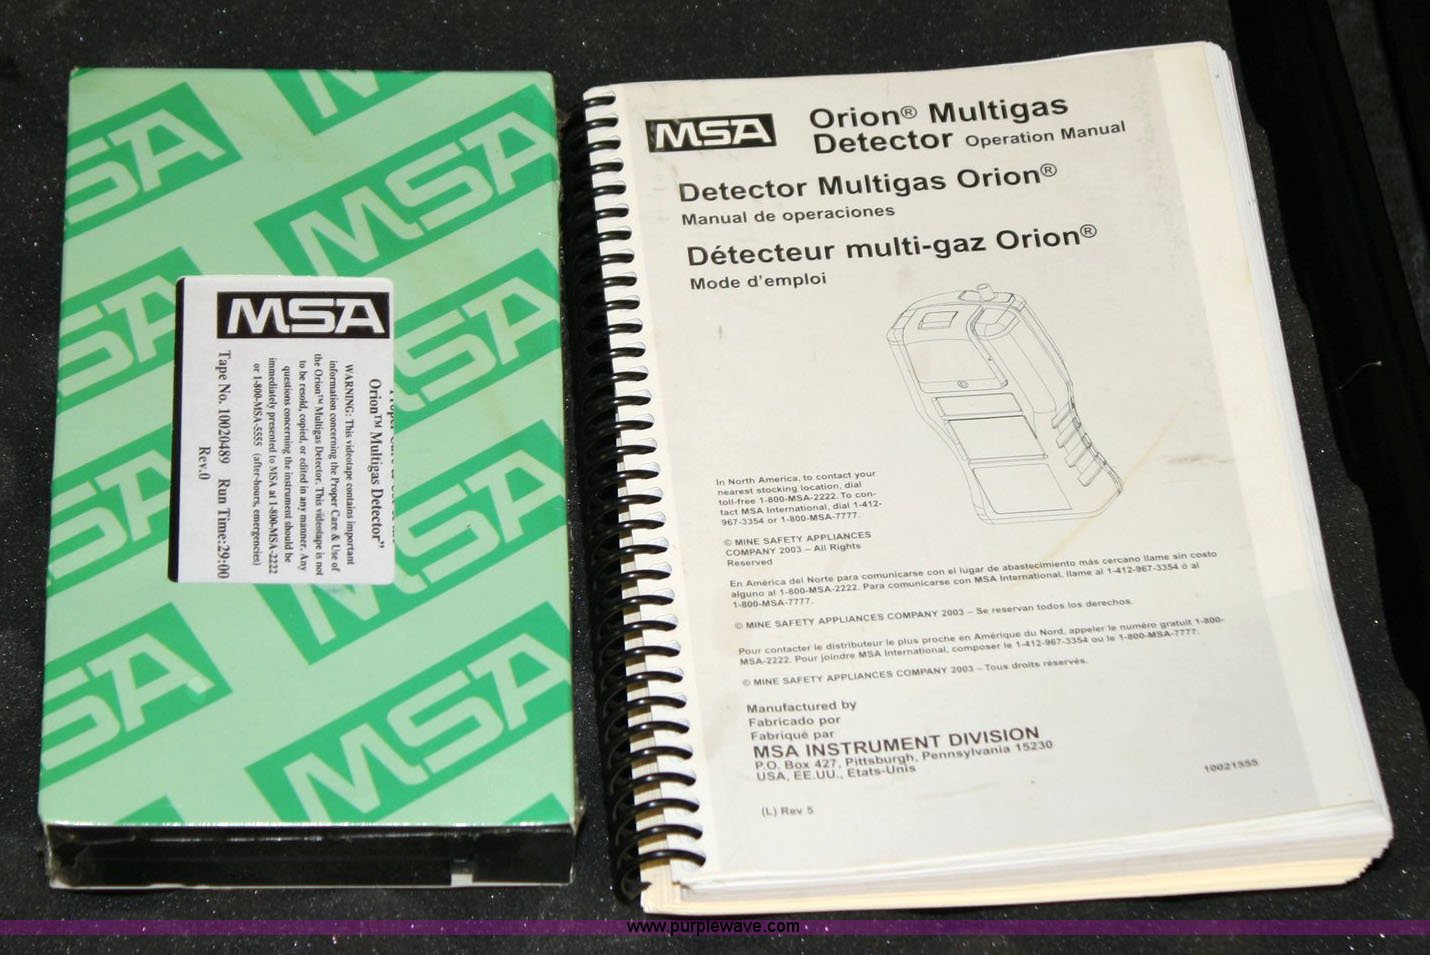 MSA
MSA
MSA
MSA
MSA
MSA
MSA
MSA
MSA
Orion™ Multigas Detector"
WARNING: This videotape contains important
information concerning the Proper Care & Use of
the Orion™ Multigas Detector. This videotape is not
to be resold, copied, or edited in any manner. Any
questions concerning the instrument should be
immediately presented to MSA at 1-800-MSA-2222
or 1-800-MSA-5555 (after-hours, emergencies)
Tape No. 10020489 Run Time:29:00
Rev.0
MSA
Orion® Multigas
Detector Operation Manual
Detector Multigas Orion®
Manual de operaciones
Détecteur multi-gaz Orion®
Mode d'emploi
In North America, to contact your
nearest stocking location, dial
toll-free 1-800-MSA-2222. To con-
tact MSA International, dial 1-412-
967-3354 or 1-800-MSA-7777.
© MINE SAFETY APPLIANCES
COMPANY 2003 – All Rights
Reserved
En América del Norte para comunicarse con el lugar de abastecimiento más cercano llame sin costo
alguno al 1-800-MSA-2222. Para comunicarse con MSA International, llame al 1-412-967-3354 ó al
1-800-MSA-7777.
© MINE SAFETY APPLIANCES COMPANY 2003 – Se reservan todos los derechos.
Pour contacter le distributeur le plus proche en Amérique du Nord, appeler le numéro gratuit 1-800-
MSA-2222. Pour joindre MSA International, composer le 1-412-967-3354 ou le 1-800-MSA-7777.
© MINE SAFETY APPLIANCES COMPANY 2003 – Tous droits réservés.
Manufactured by
Fabricado por
Fabriqué par
MSA INSTRUMENT DIVISION
P.O. Box 427, Pittsburgh, Pennsylvania 15230
USA, EE.UU., Etats-Unis
10021555
(L) Rev 5
www.purplewave.com